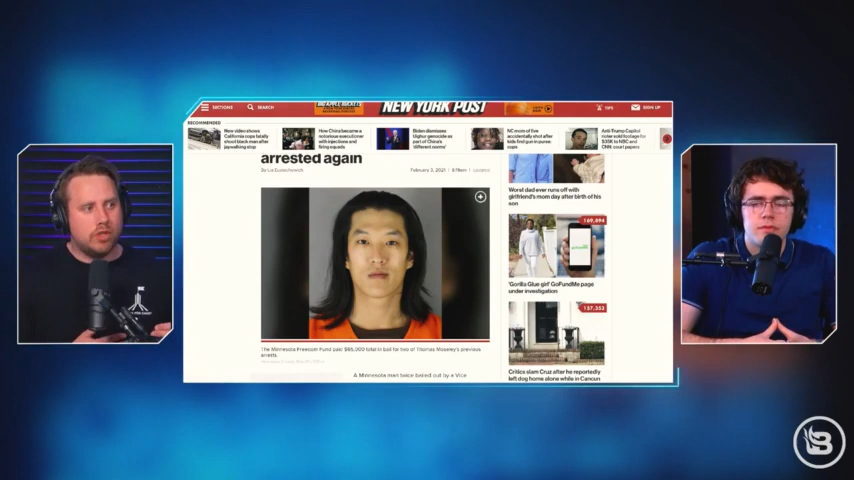 SECTIONS
SEARCH
NEW YORK POST
TIPS
SIGN UP
RECOMMENDED
New video shows
California cops fatally
shoot black man after
jaywalking stop
How China became a
notorious executioner
with injections and
firing squads
Biden dismisses
Uighur genocide as
part of China's
'different norms'
NC mom of five
accidentally shot after
kids find gun in purse:
cops
Anti-Trump Capitol
rioter sold footage for
$35K to NBC and
CNN: court papers
arrested again
February 3, 2021
Worst dad ever runs off with
girlfriend's mom day after birth of his
son
169,894
'Gorilla Glue girl' GoFundMe page
under investigation
157,353
Critics slam Cruz after he reportedly
left dog home alone while in Cancun
The Minnesota Freedom Fund paid $65,000 total in bail for two of Thomas Moseley's previous
arrests.
A Minnesota man twice bailed out by a Vice
B